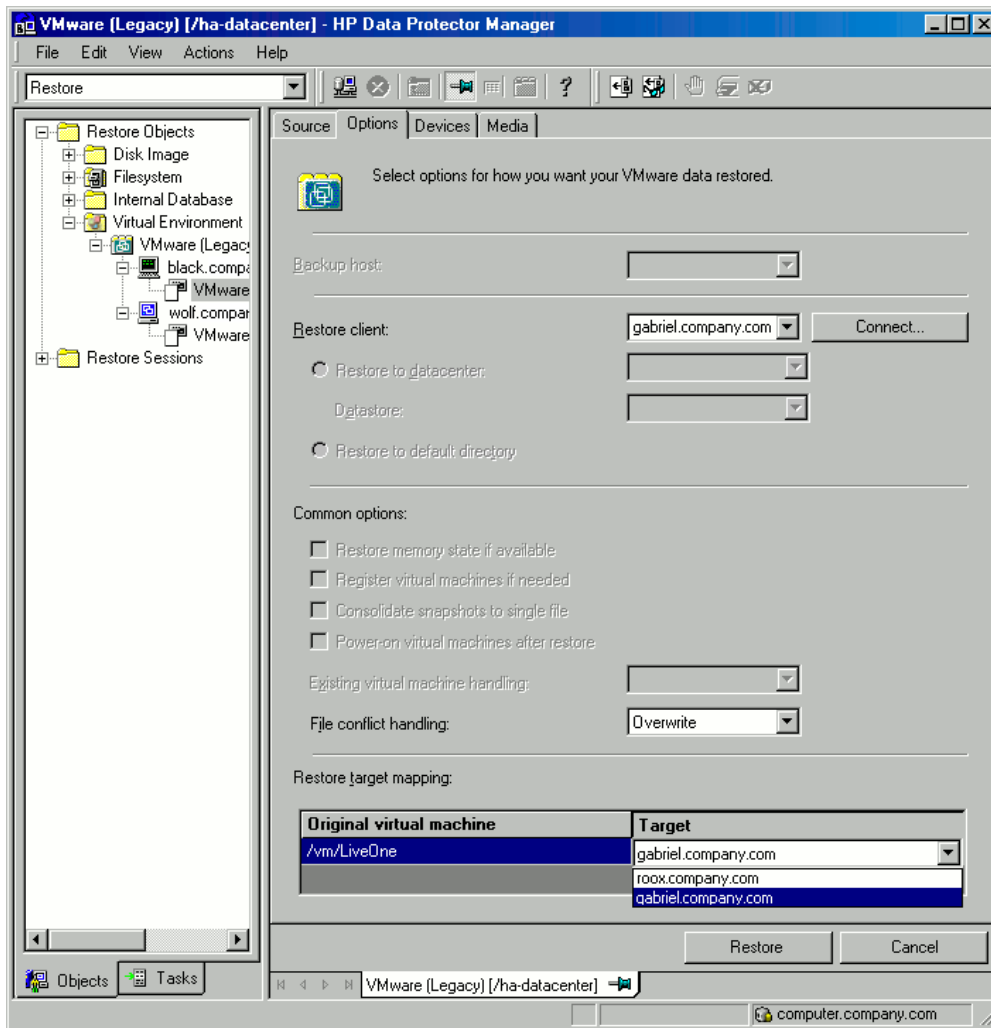 VMware (Legacy) [/ha-datacenter] - HP Data Protector Manager
File Edit View Actions Help
Restore
Restore Objects
Disk Image
Filesystem
Internal Database
Virtual Environment
VMware (Legacy
black.compa
VMware
wolf.compar
VMware
Restore Sessions
Objects Tasks
Source Options Devices Media
Select options for how you want your VMware data restored.
Backup host:
Restore client: gabriel.company.com Connect...
Restore to datacenter:
Datastore:
Restore to default directory
Common options:
Restore memory state if available
Register virtual machines if needed
Consolidate snapshots to single file
Power-on virtual machines after restore
Existing virtual machine handling:
File conflict handling: Overwrite
Restore target mapping:
Original virtual machine Target
/vm/LiveOne gabriel.company.com
roox.company.com
gabriel.company.com
Restore Cancel
VMware (Legacy) [/ha-datacenter]
computer.company.com